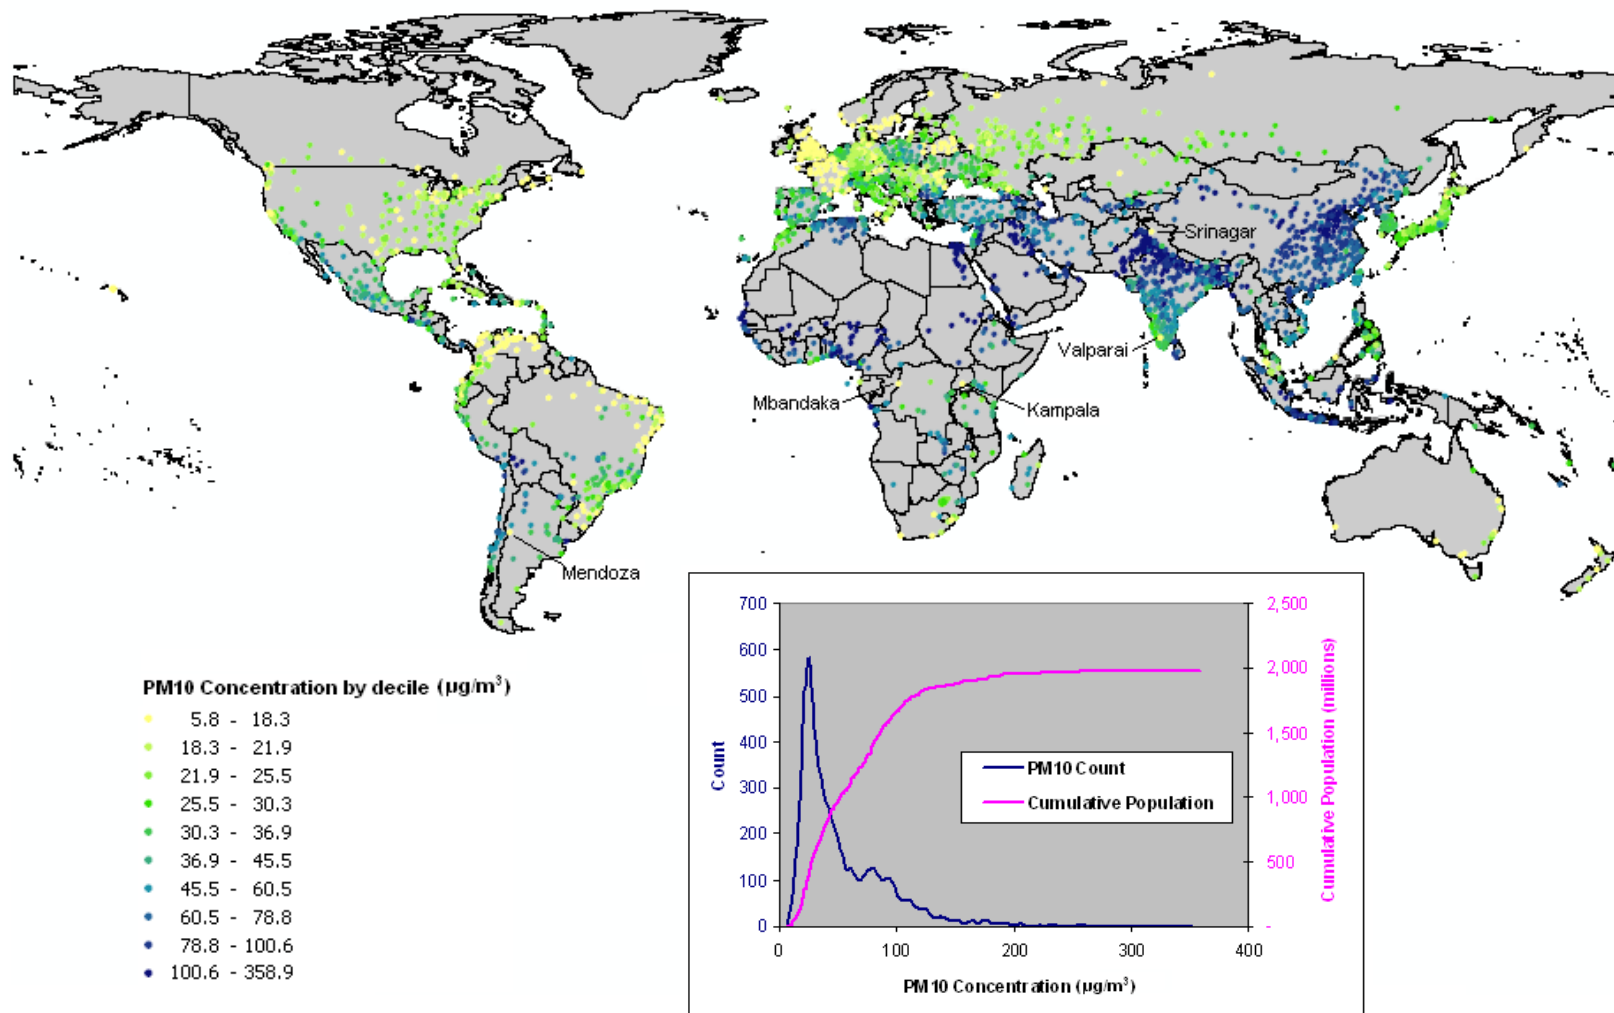 Srinagar
Valparai
Mbandaka
Kampala
Mendoza
PM10 Concentration by decile (µg/m³)
5.8 - 18.3
18.3 - 21.9
21.9 - 25.5
25.5 - 30.3
30.3 - 36.9
36.9 - 45.5
45.5 - 60.5
60.5 - 78.8
78.8 - 100.6
100.6 - 358.9
700
600
500
400
300
200
100
0
Count
2,500
2,000
1,500
1,000
500
-
Cumulative Population (millions)
PM10 Count
Cumulative Population
0 100 200 300 400
PM10 Concentration (µg/m³)